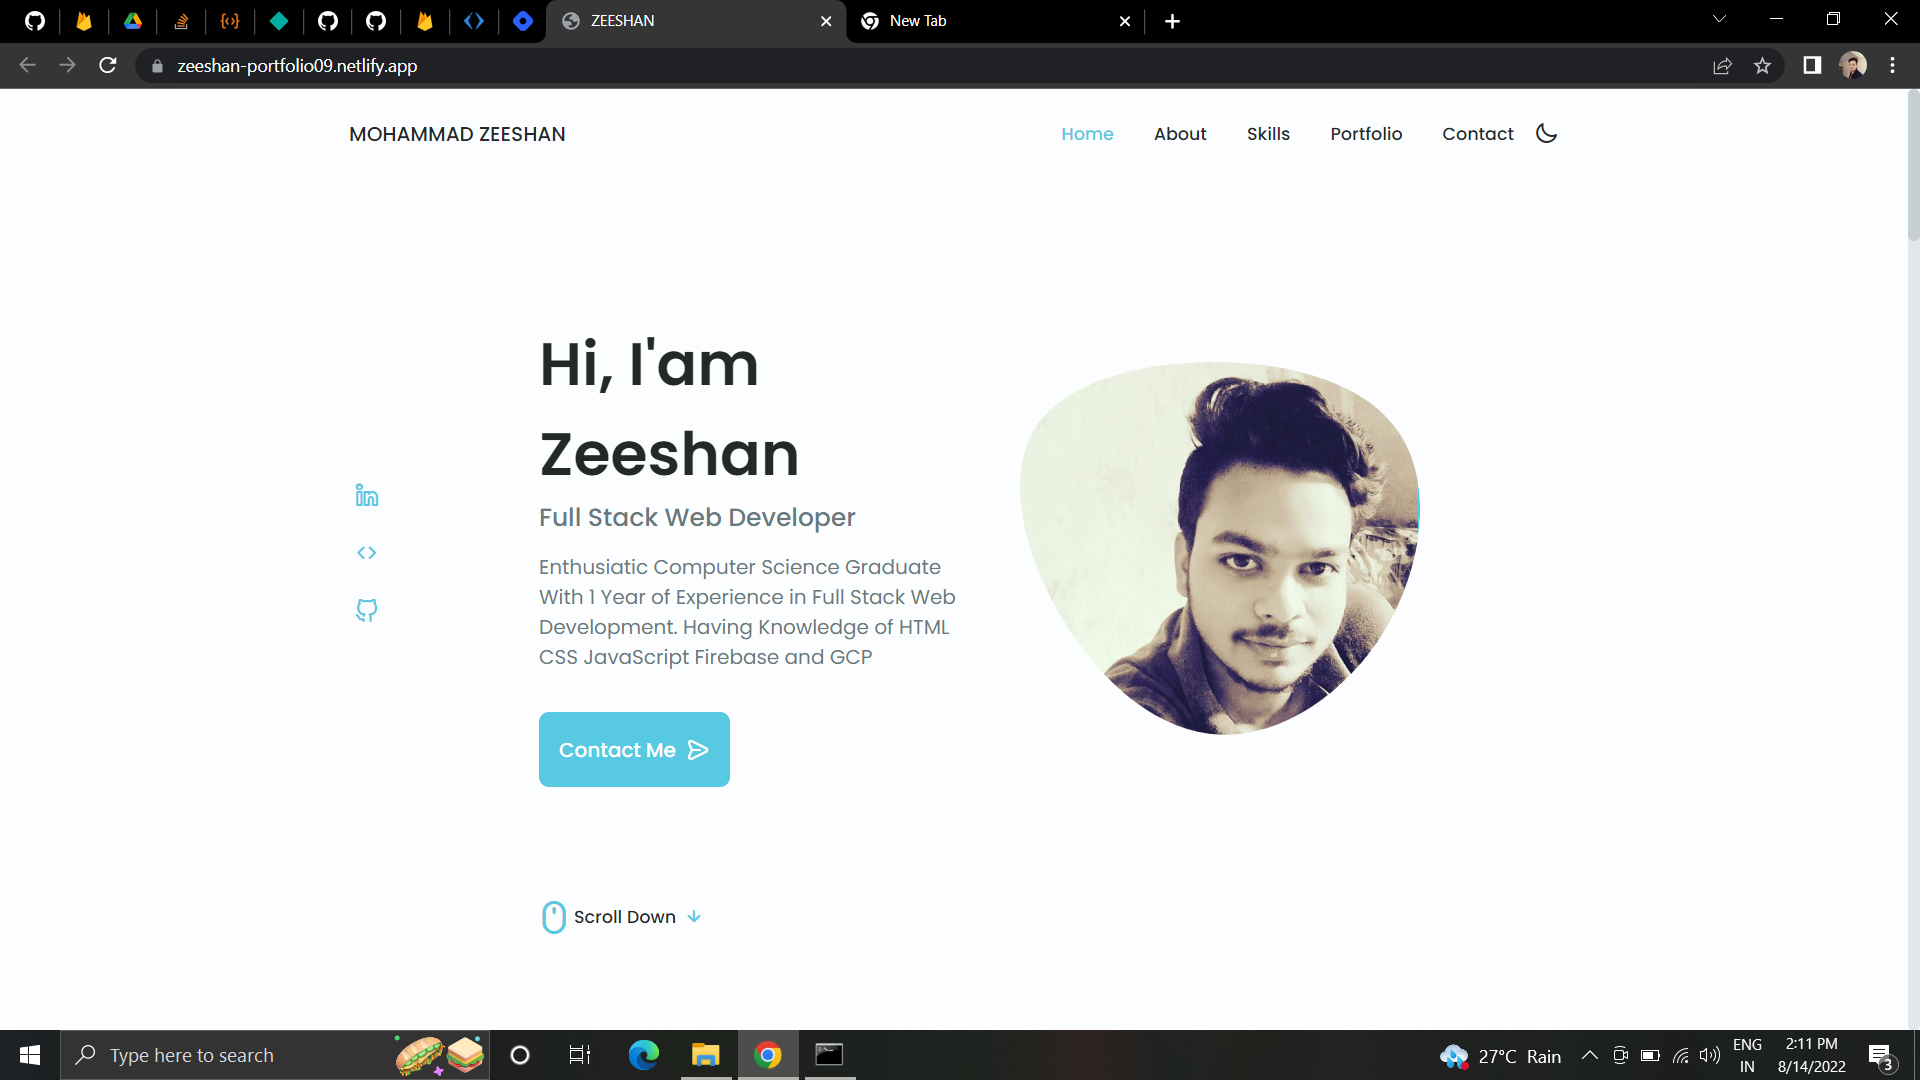 ZEESHAN
New Tab
zeeshan-portfolio09.netlify.app
MOHAMMAD ZEESHAN
Home About Skills Portfolio Contact
Hi, I'am
Zeeshan
Full Stack Web Developer
Enthusiatic Computer Science Graduate
With 1 Year of Experience in Full Stack Web
Development. Having Knowledge of HTML
CSS JavaScript Firebase and GCP
Contact Me
Scroll Down
Type here to search
27°C Rain
ENG
IN
2:11 PM
8/14/2022
3